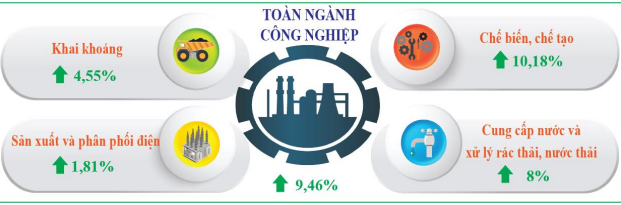 TOÀN NGÀNH
CÔNG NGHIỆP
Khai khoáng
4,55%
Chế biến, chế tạo
10,18%
Sản xuất và phân phối điện
1,81%
Cung cấp nước và
xử lý rác thải, nước thải
8%
9,46%